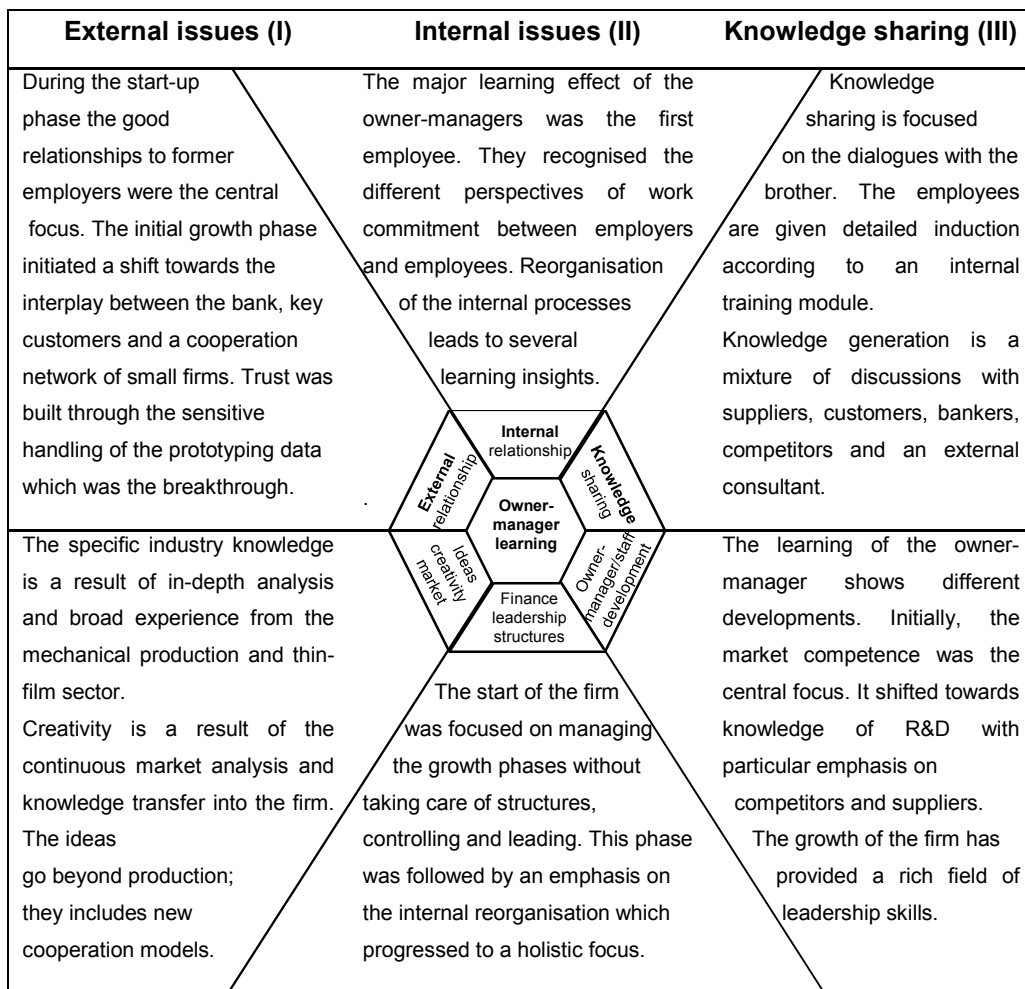 External issues (I)
Internal issues (II)
Knowledge sharing (III)
During the start-up
phase the good
relationships to former
employers were the central
focus. The initial growth phase
initiated a shift towards the
interplay between the bank, key
customers and a cooperation
network of small firms. Trust was
built through the sensitive
handling of the prototyping data
which was the breakthrough.
The major learning effect of the
owner-managers was the first
employee. They recognised the
different perspectives of work
commitment between employers
and employees. Reorganisation
of the internal processes
leads to several
learning insights.
.
Knowledge
sharing is focused
on the dialogues with the
brother. The employees
are given detailed induction
according to an internal
training module.
Knowledge generation is a
mixture of discussions with
suppliers, customers, bankers,
competitors and an external
consultant.
External
relationship
Internal
relationship
Knowledge
sharing
Owner-
manager
learning
Ideas
creativity
market
Finance
leadership
structures
Owner-
manager/staff
development
The specific industry knowledge
is a result of in-depth analysis
and broad experience from the
mechanical production and thin-
film sector.
Creativity is a result of the
continuous market analysis and
knowledge transfer into the firm.
The ideas
go beyond production;
they includes new
cooperation models.
The start of the firm
was focused on managing
the growth phases without
taking care of structures,
controlling and leading. This phase
was followed by an emphasis on
the internal reorganisation which
progressed to a holistic focus.
The learning of the owner-
manager shows different
developments. Initially, the
market competence was the
central focus. It shifted towards
knowledge of R&D with
particular emphasis on
competitors and suppliers.
The growth of the firm has
provided a rich field of
leadership skills.